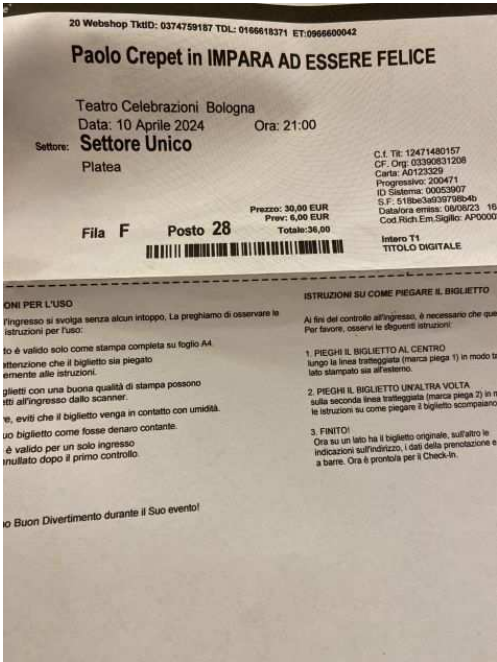 20 Webshop TktID: 0374759187 TDL: 0166618371 ET:0966600042
Paolo Crepet in IMPARA AD ESSERE FELICE
Teatro Celebrazioni Bologna
Data: 10 Aprile 2024 Ora: 21:00
Settore: Settore Unico
Platea
C.f. Tit: 12471480157
CF. Org: 03390831208
Carta: A0123329
Progressivo: 200471
ID Sistema: 00053907
S.F: 518be3a939798b4b
Data/ora emiss: 08/08/23 16
Cod.Rich.Em.Sigillo: AP0000
Prezzo: 30,00 EUR
Prev: 6,00 EUR
Fila F Posto 28 Totale:36,00
Intero T1
TITOLO DIGITALE
ONI PER L'USO
l'ingresso si svolga senza alcun intoppo. La preghiamo di osservare le
istruzioni per l'uso:
to è valido solo come stampa completa su foglio A4.
attenzione che il biglietto sia piegato
emente alle istruzioni.
glietti con una buona qualità di stampa possono
etti all'ingresso dallo scanner.
re, eviti che il biglietto venga in contatto con umidità.
uo biglietto come fosse denaro contante.
è valido per un solo ingresso
nnullato dopo il primo controllo.
o Buon Divertimento durante il Suo evento!
ISTRUZIONI SU COME PIEGARE IL BIGLIETTO
Ai fini del controllo all'ingresso, è necessario che que
Per favore, osservi le seguenti istruzioni:
1. PIEGHI IL BIGLIETTO AL CENTRO
lungo la linea tratteggiata (marca piega 1) in modo ta
lato stampato sia all'esterno.
2. PIEGHI IL BIGLIETTO UN'ALTRA VOLTA
sulla seconda linea tratteggiata (marca piega 2) in m
le istruzioni su come piegare il biglietto scompaiano
3. FINITO!
Ora su un lato ha il biglietto originale, sull'altro le
indicazioni sull'indirizzo, i dati della prenotazione e
a barre. Ora è pronto/a per il Check-In.